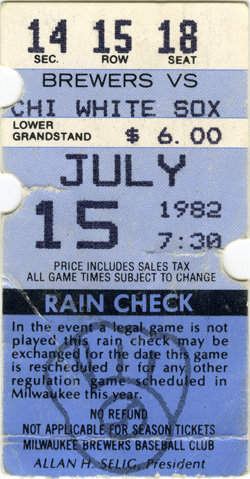 14 15 18
SEC. ROW SEAT
BREWERS VS
CHI WHITE SOX
LOWER
GRANDSTAND $ 6.00
JULY
15 1982
7:30
PRICE INCLUDES SALES TAX
ALL GAME TIMES SUBJECT TO CHANGE
RAIN CHECK
In the event a legal game is not
played this rain check may be
exchanged for the date this game
is rescheduled or for any other
regulation game scheduled in
Milwaukee this year.
NO REFUND
NOT APPLICABLE FOR SEASON TICKETS
MILWAUKEE BREWERS BASEBALL CLUB
ALLAN H. SELIG, President